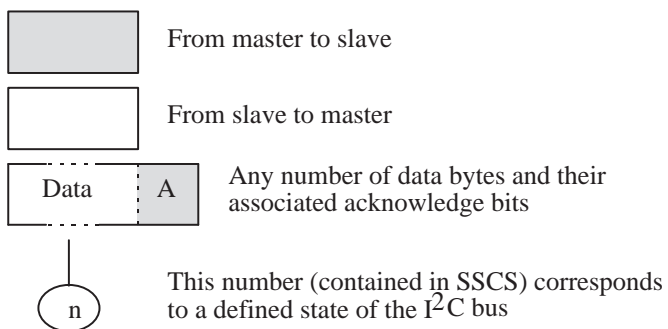 From master to slave
From slave to master
Data A Any number of data bytes and their
associated acknowledge bits
n This number (contained in SSCS) corresponds
to a defined state of the I²C bus